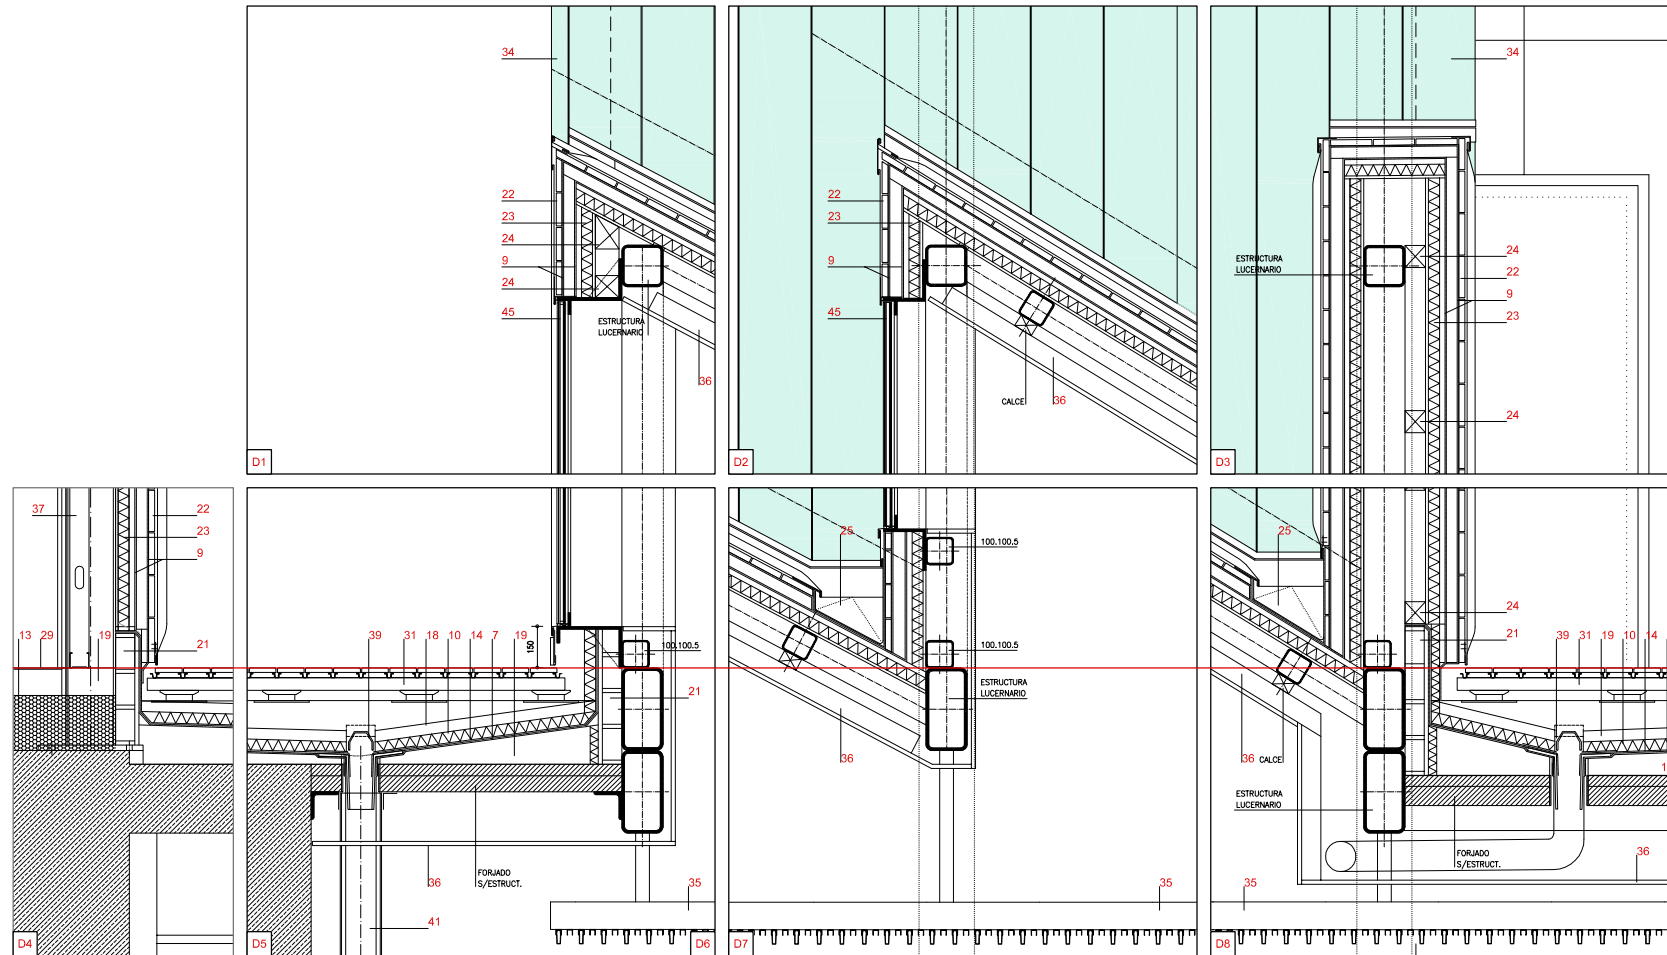 34
22
23
24
9
24
45
ESTRUCTURA
LUCERNARIO
36
D1
22
23
9
45
CALCE
36
D2
34
ESTRUCTURA
LUCERNARIO
24
22
9
23
24
D3
37
22
23
9
13
29
19
21
D4
39
31
18
10
14
7
19
150
100.100.5
21
36
FORJADO
S/ESTRUCT.
41
35
D5
D6
25
100.100.5
100.100.5
ESTRUCTURA
LUCERNARIO
36
35
D7
25
24
21
39
31
19
10
14
36
CALCE
ESTRUCTURA
LUCERNARIO
1
FORJADO
S/ESTRUCT.
36
35
D8